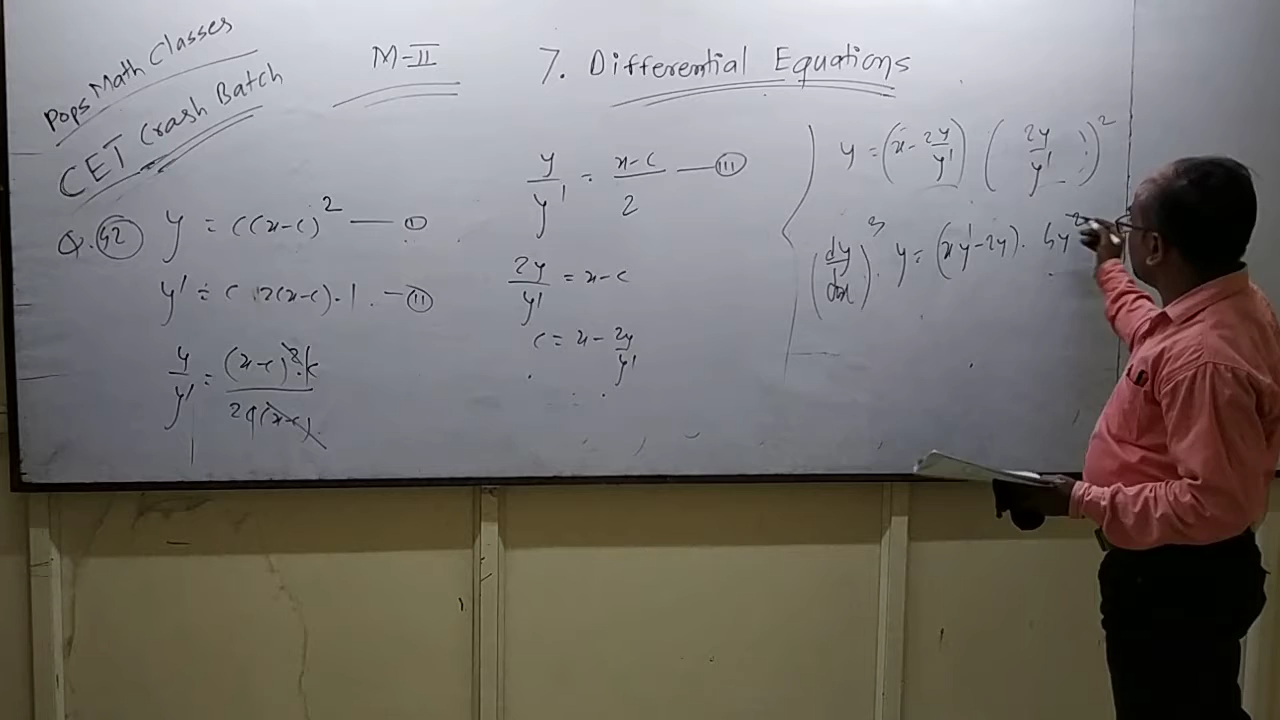 Pops Math Classes
CET Crash Batch
M-II
7. Differential Equations
Q. 42 y = c(x-c)^2 — I
y' = c 2(x-c).1. — II
y/y' = (x-c)^2.c / 2c(x-c)
y/y' = x-c/2 — III
2y/y' = x-c
c = x - 2y/y'
y = (x - 2y/y') (2y/y')^2
(dy/dx)^3. y = (xy'-2y). 4y^2